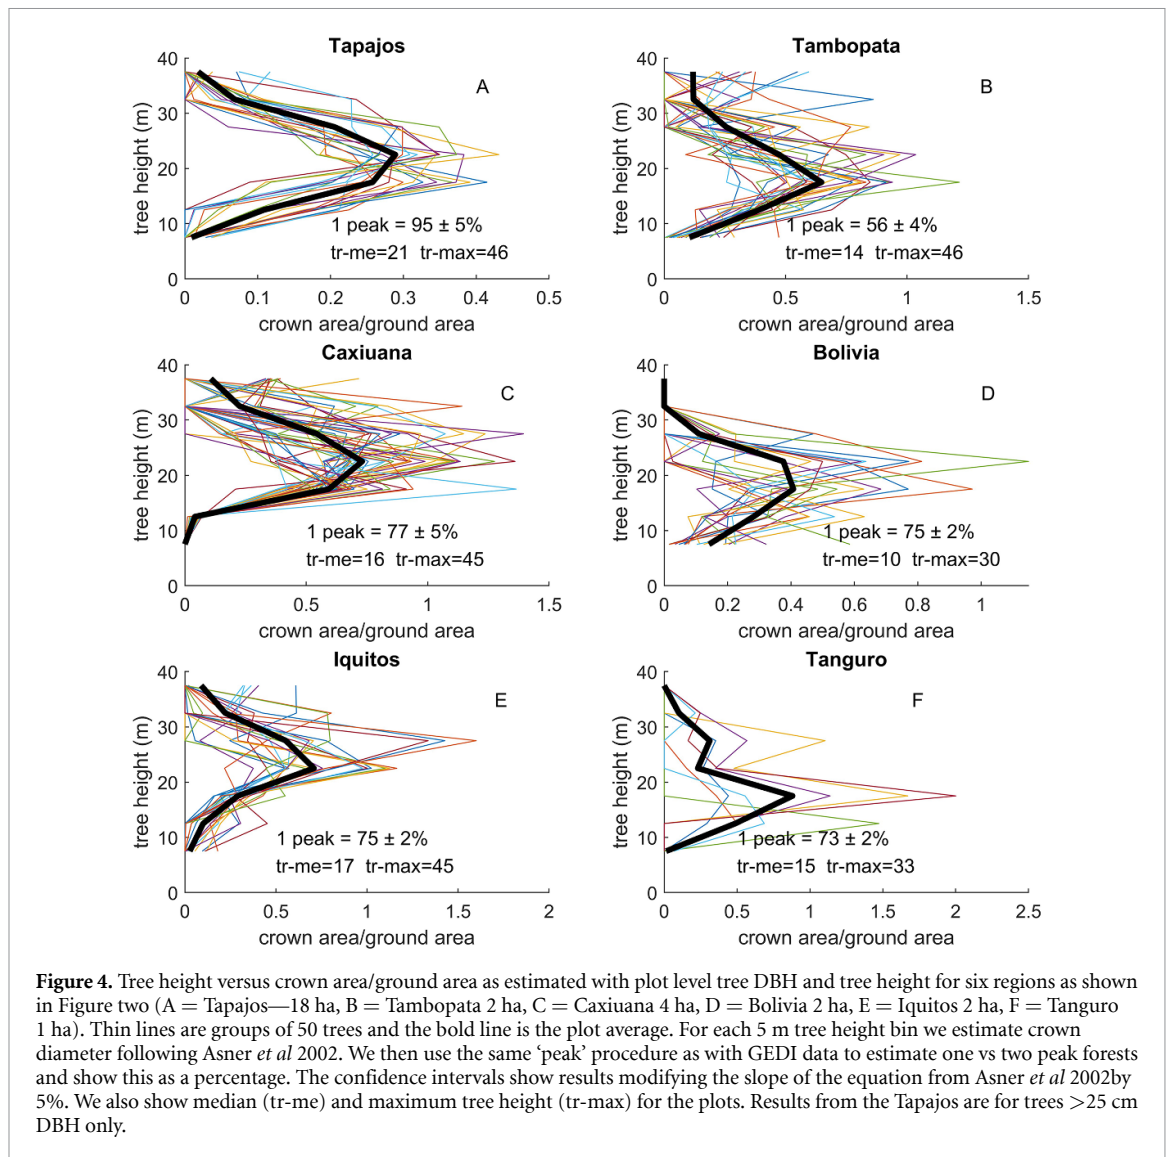 Tapajos
40
30
20
10
0
tree height (m)
A
1 peak = 95 ± 5%
tr-me=21 tr-max=46
0 0.1 0.2 0.3 0.4 0.5
crown area/ground area
Tambopata
40
30
20
10
0
tree height (m)
B
1 peak = 56 ± 4%
tr-me=14 tr-max=46
0 0.5 1 1.5
crown area/ground area
Caxiuana
40
30
20
10
0
tree height (m)
C
1 peak = 77 ± 5%
tr-me=16 tr-max=45
0 0.5 1 1.5
crown area/ground area
Bolivia
40
30
20
10
0
tree height (m)
D
1 peak = 75 ± 2%
tr-me=10 tr-max=30
0 0.2 0.4 0.6 0.8 1
crown area/ground area
Iquitos
40
30
20
10
0
tree height (m)
E
1 peak = 75 ± 2%
tr-me=17 tr-max=45
0 0.5 1 1.5 2
crown area/ground area
Tanguro
40
30
20
10
0
tree height (m)
F
1 peak = 73 ± 2%
tr-me=15 tr-max=33
0 0.5 1 1.5 2 2.5
crown area/ground area
Figure 4. Tree height versus crown area/ground area as estimated with plot level tree DBH and tree height for six regions as shown
in Figure two (A = Tapajos—18 ha, B = Tambopata 2 ha, C = Caxiuana 4 ha, D = Bolivia 2 ha, E = Iquitos 2 ha, F = Tanguro
1 ha). Thin lines are groups of 50 trees and the bold line is the plot average. For each 5 m tree height bin we estimate crown
diameter following Asner et al 2002. We then use the same ‘peak’ procedure as with GEDI data to estimate one vs two peak forests
and show this as a percentage. The confidence intervals show results modifying the slope of the equation from Asner et al 2002by
5%. We also show median (tr-me) and maximum tree height (tr-max) for the plots. Results from the Tapajos are for trees >25 cm
DBH only.